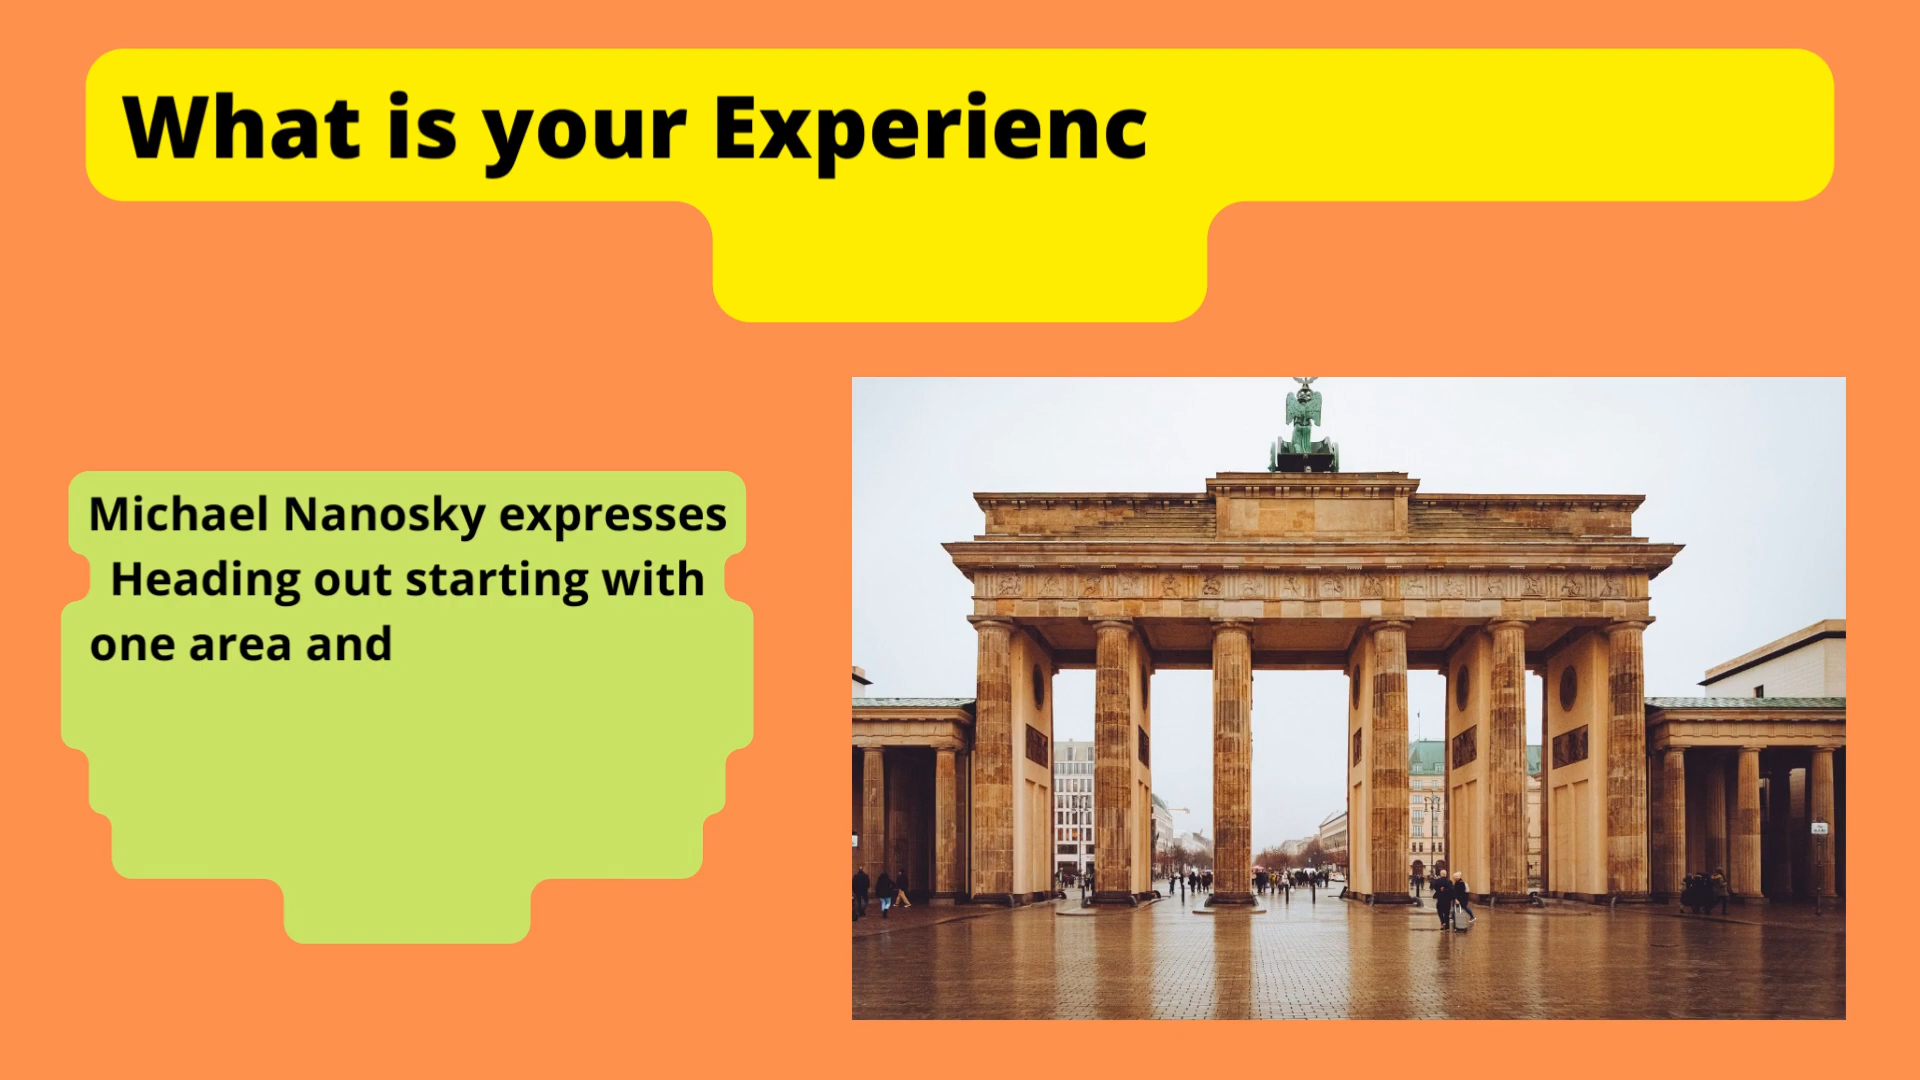 What is your Experienc
Michael Nanosky expresses
Heading out starting with
one area and